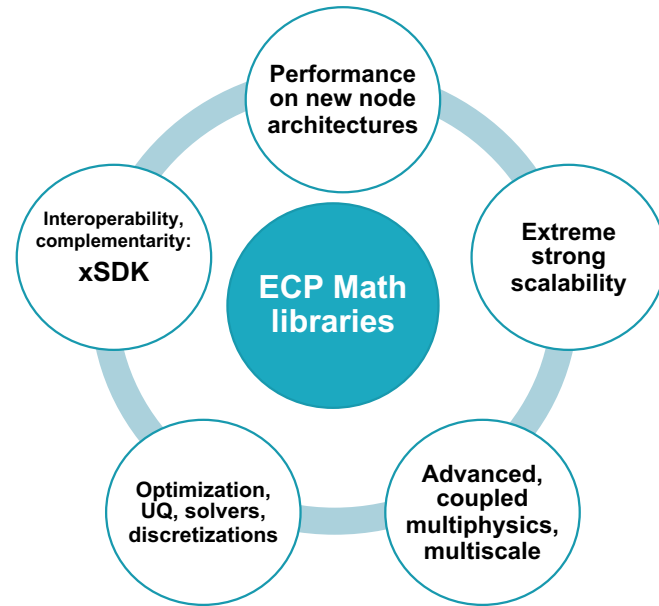 Performance
on new node
architectures
Interoperability,
complementarity:
xSDK
Extreme
strong
scalability
ECP Math
libraries
Optimization,
UQ, solvers,
discretizations
Advanced,
coupled
multiphysics,
multiscale